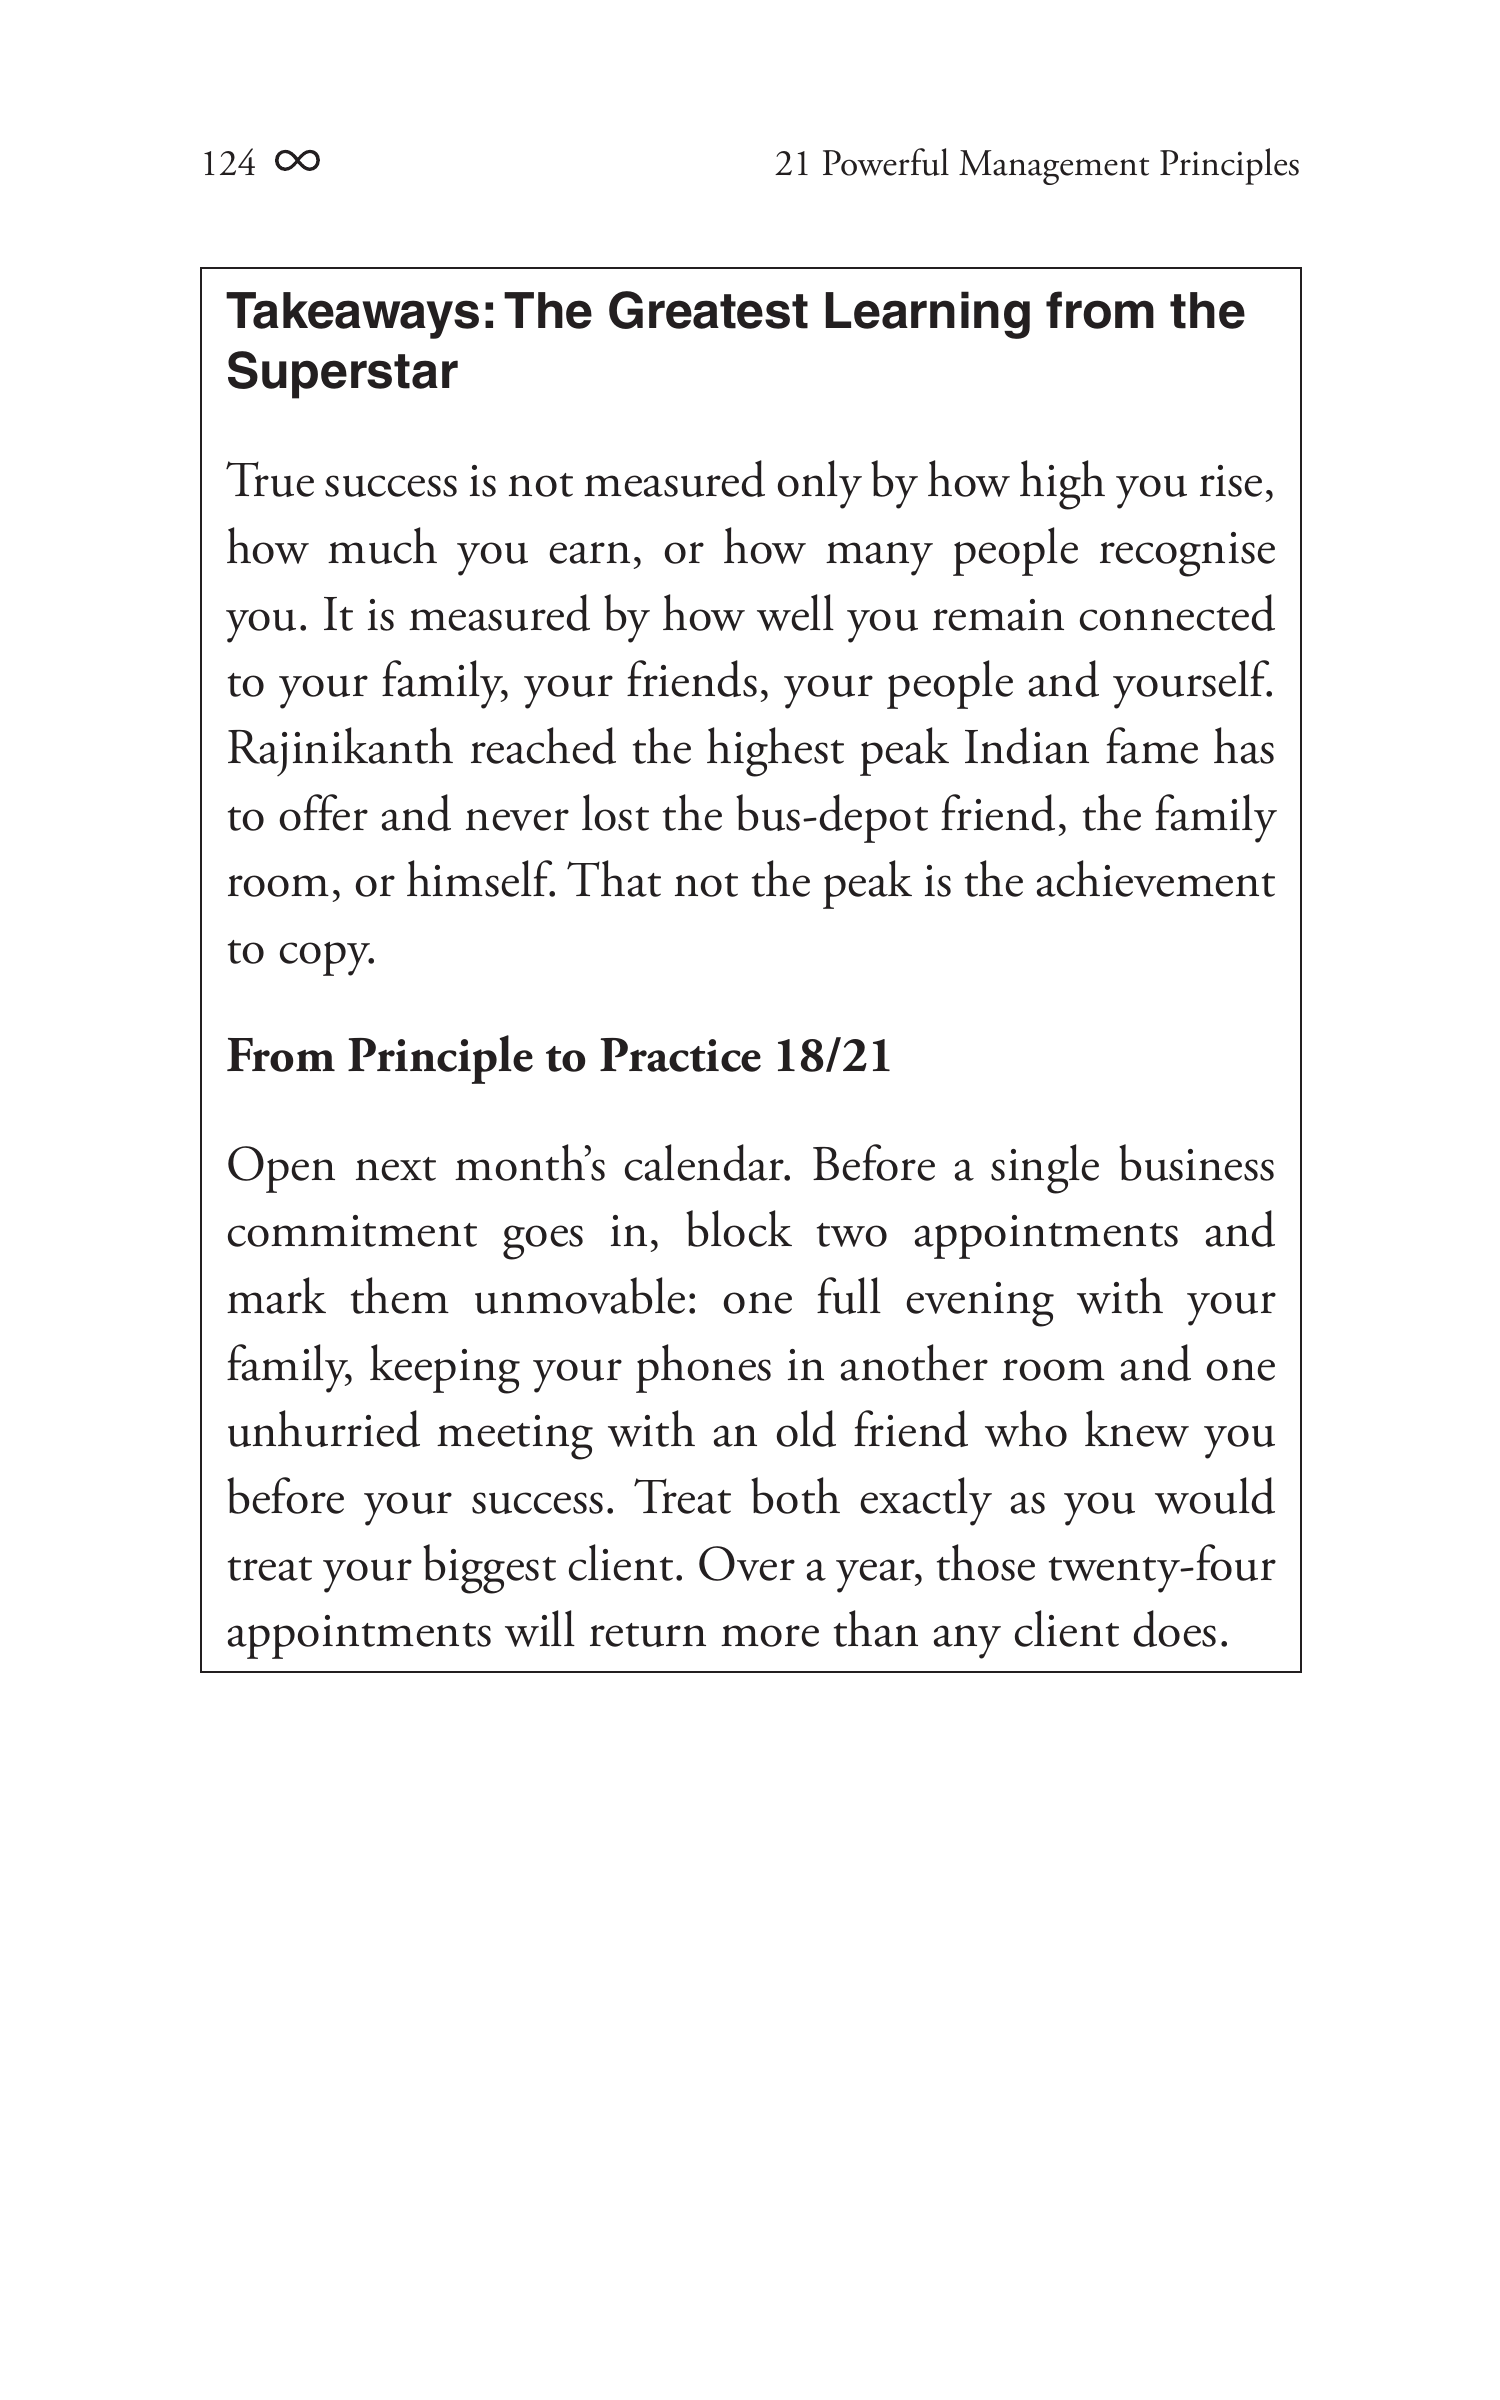 124 ∞ 21 Powerful Management Principles
Takeaways: The Greatest Learning from the
Superstar
True success is not measured only by how high you rise,
how much you earn, or how many people recognise
you. It is measured by how well you remain connected
to your family, your friends, your people and yourself.
Rajinikanth reached the highest peak Indian fame has
to offer and never lost the bus-depot friend, the family
room, or himself. That not the peak is the achievement
to copy.
From Principle to Practice 18/21
Open next month’s calendar. Before a single business
commitment goes in, block two appointments and
mark them unmovable: one full evening with your
family, keeping your phones in another room and one
unhurried meeting with an old friend who knew you
before your success. Treat both exactly as you would
treat your biggest client. Over a year, those twenty-four
appointments will return more than any client does.